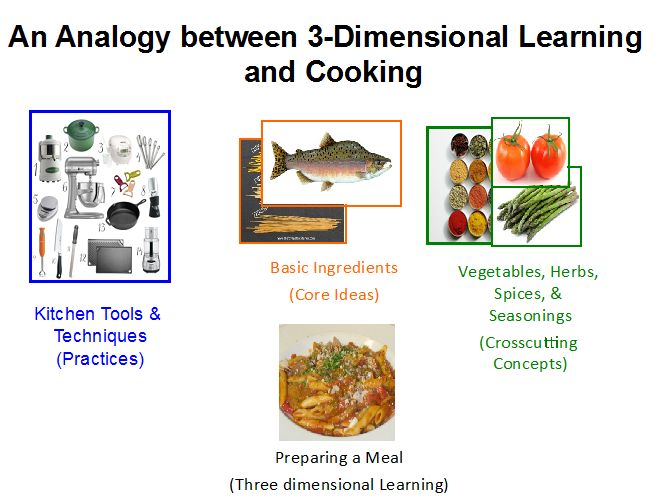 An Analogy between 3-Dimensional Learning
and Cooking
Kitchen Tools &
Techniques
(Practices)
Basic Ingredients
(Core Ideas)
Vegetables, Herbs,
Spices, &
Seasonings
(Crosscutting
Concepts)
Preparing a Meal
(Three dimensional Learning)